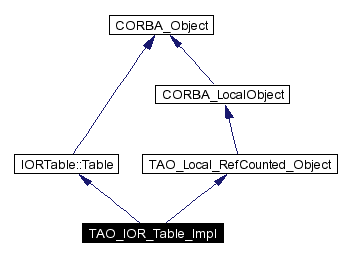 CORBA_Object
CORBA_LocalObject
IORTable::Table
TAO_Local_RefCounted_Object
TAO_IOR_Table_Impl